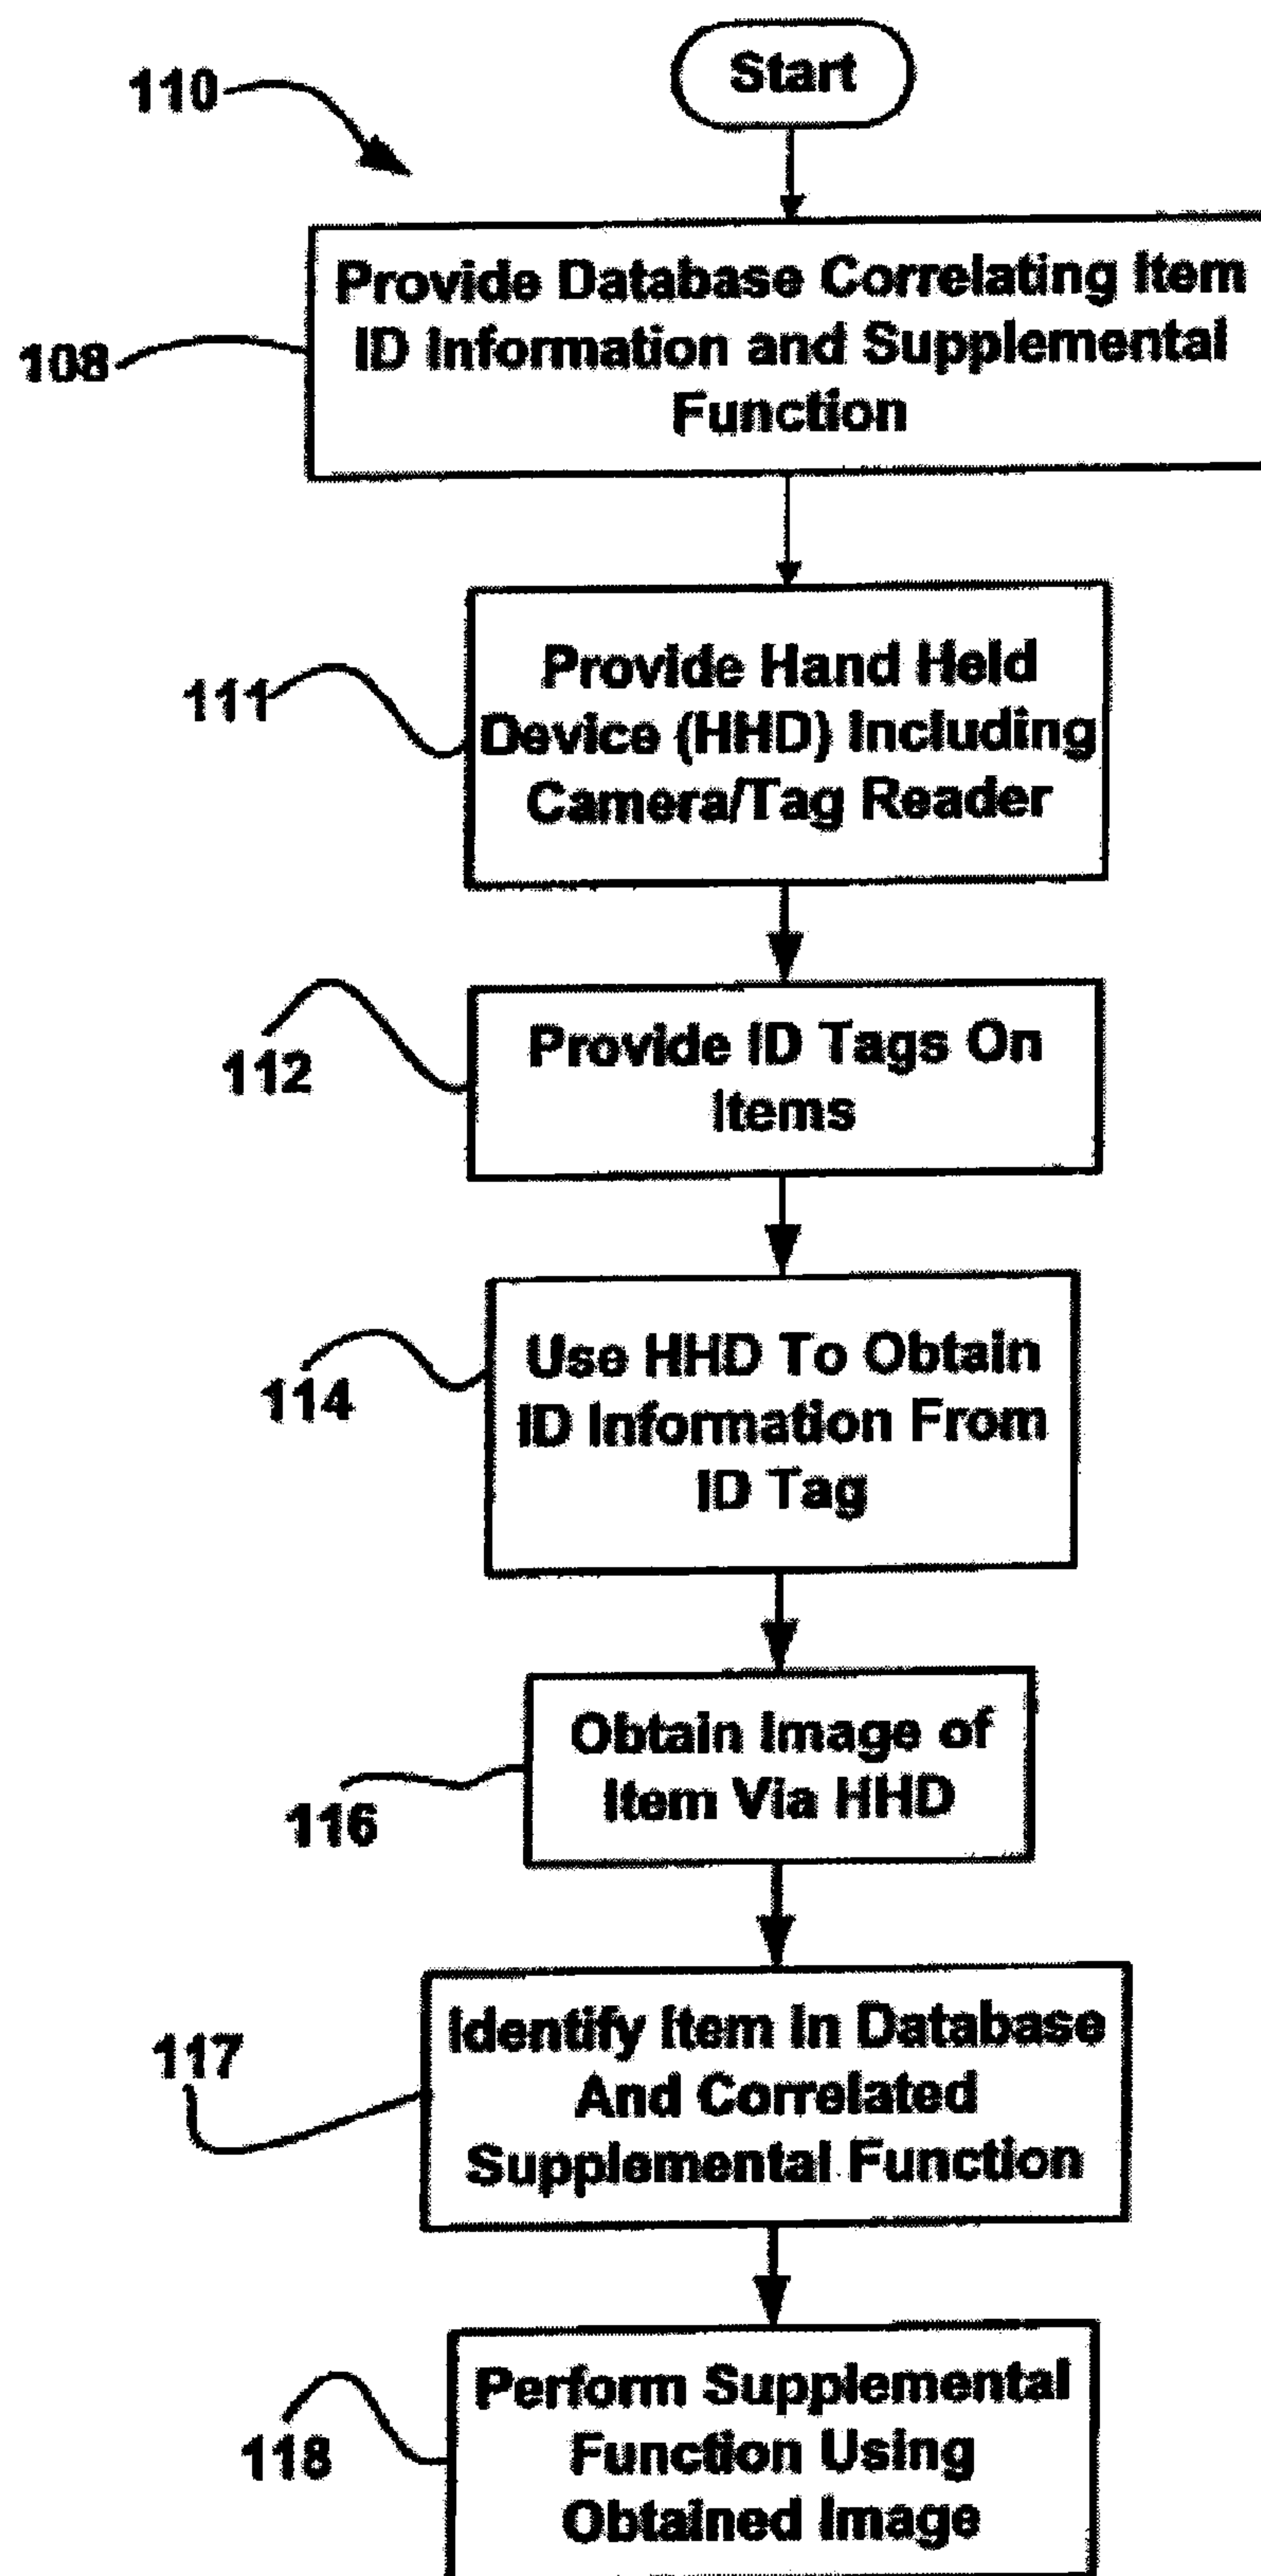 Start
110
Provide Database Correlating Item
ID Information and Supplemental
Function
108
Provide Hand Held
Device (HHD) Including
Camera/Tag Reader
111
Provide ID Tags On
Items
112
Use HHD To Obtain
ID Information From
ID Tag
114
Obtain Image of
Item Via HHD
116
Identify Item In Database
And Correlated
Supplemental Function
117
Perform Supplemental
Function Using
Obtained Image
118